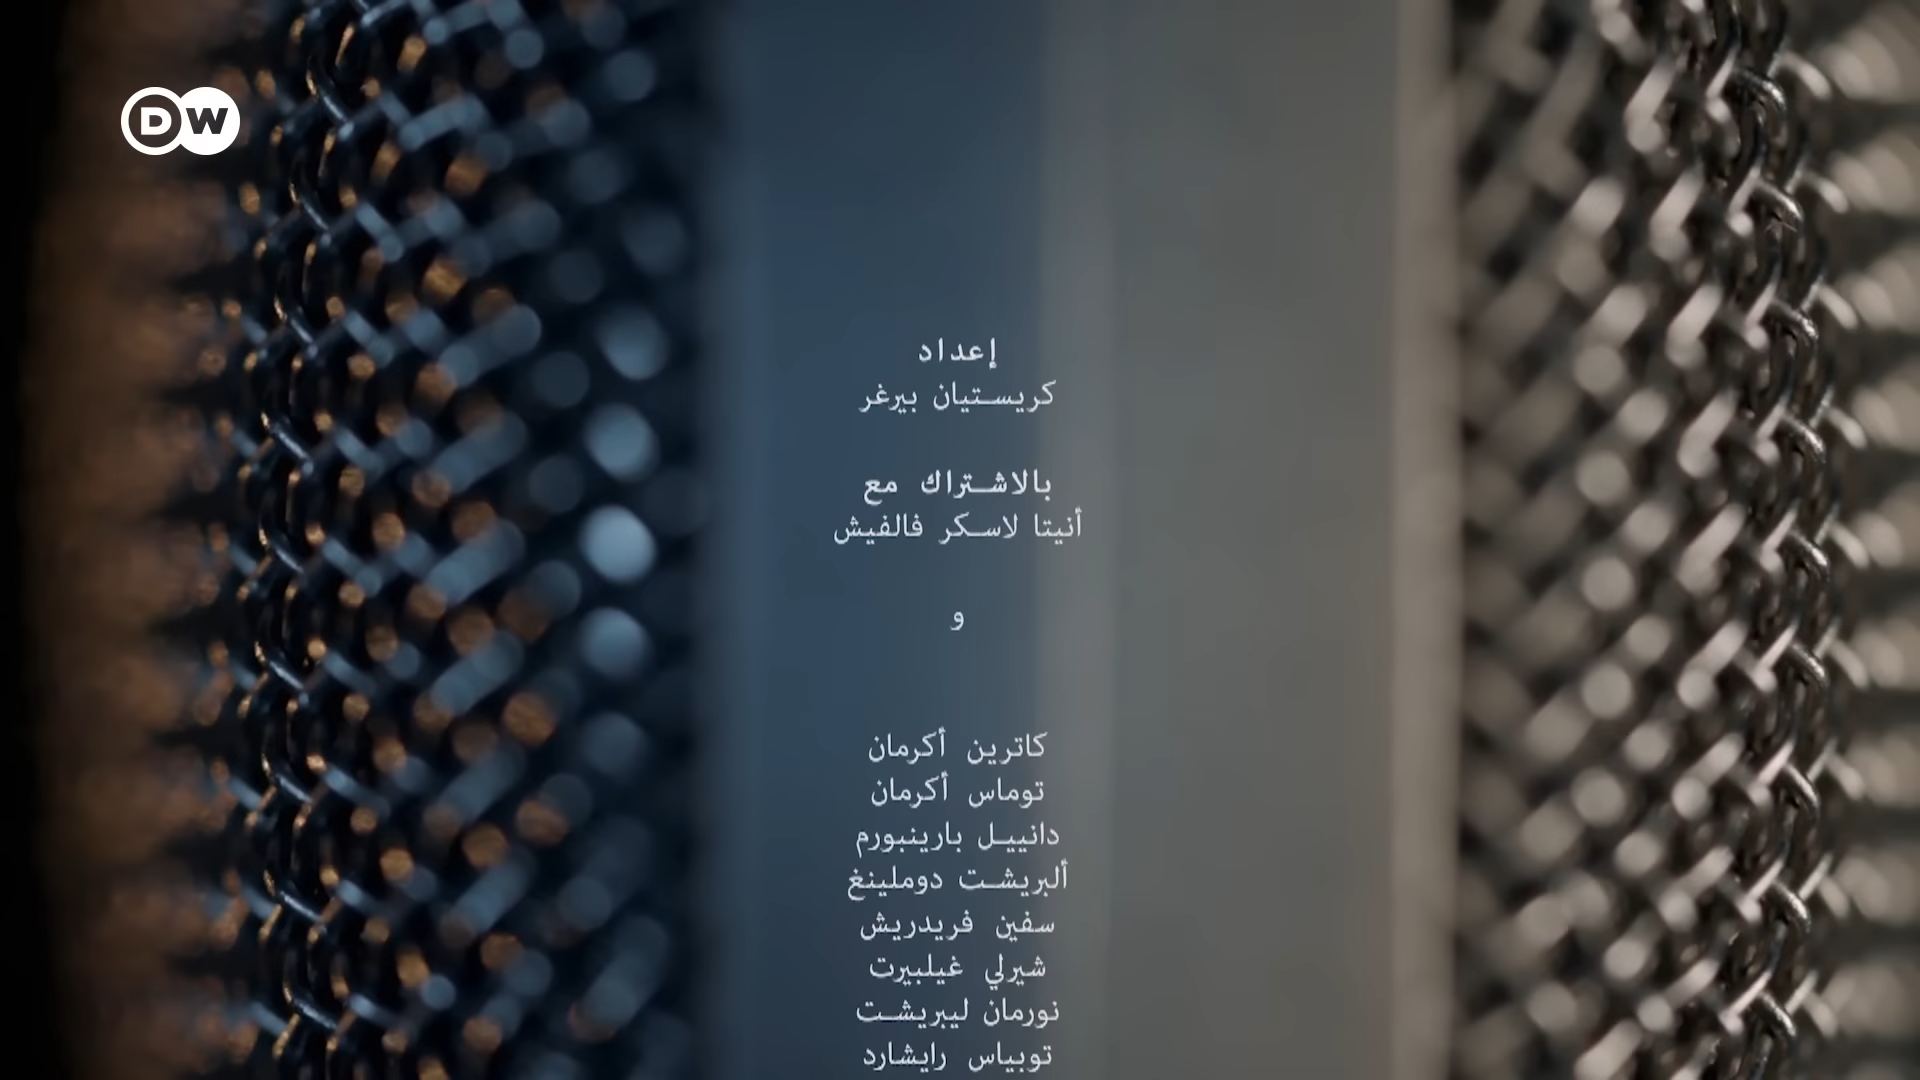 DW
إعداد
كريستيان بيرغر
بالاشتراك مع
أنيتا لاسكر فالفيش
و
كاترين أكرمان
توماس أكرمان
دانييل بارينبورم
ألبريشت دوملينغ
سفين فريدريش
شيرلي غيلبيرت
نورمان ليبريشت
توبياس رايشارد